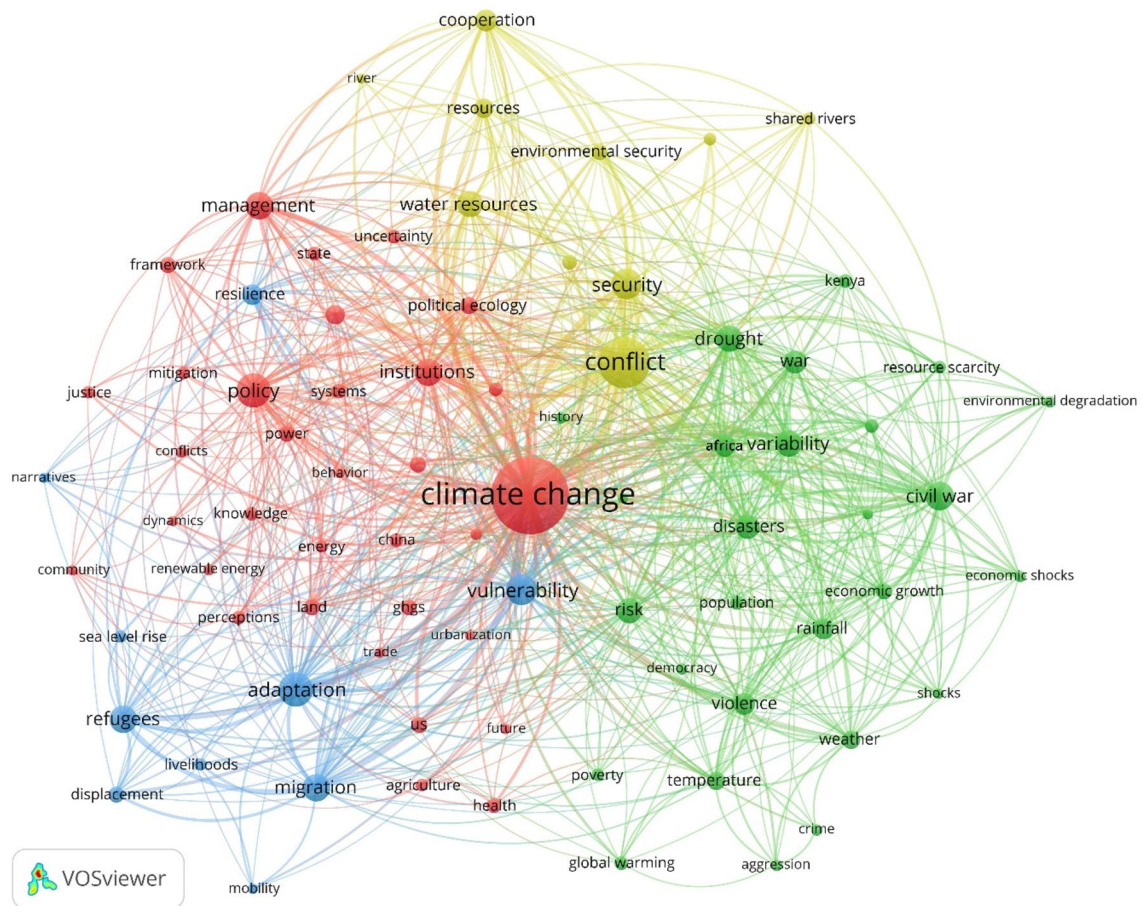 cooperation
river
resources
shared rivers
environmental security
management
water resources
uncertainty
state
framework
resilience
security
kenya
political ecology
drought
conflict
war
institutions
resource scarcity
mitigation
policy
systems
justice
environmental degradation
history
power
africa
variability
conflicts
behavior
narratives
climate change
civil war
knowledge
dynamics
disasters
energy
china
community
renewable energy
economic shocks
vulnerability
economic growth
population
perceptions
land
ghgs
risk
rainfall
sea level rise
urbanization
trade
democracy
adaptation
shocks
violence
refugees
us
future
weather
livelihoods
poverty
temperature
displacement
migration
agriculture
health
crime
global warming
aggression
VOSviewer
mobility